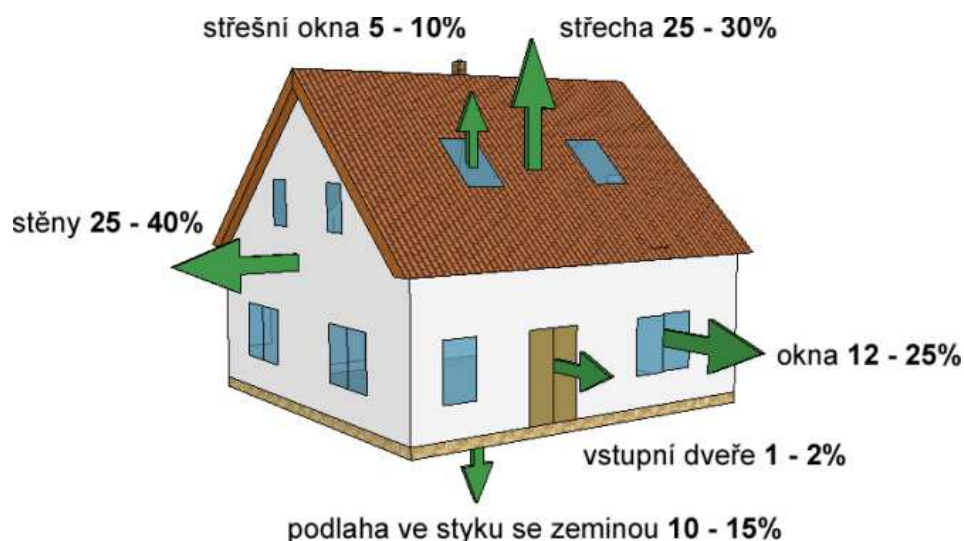 střešní okna 5 - 10%
střecha 25 - 30%
stěny 25 - 40%
okna 12 - 25%
vstupní dveře 1 - 2%
podlaha ve styku se zeminou 10 - 15%